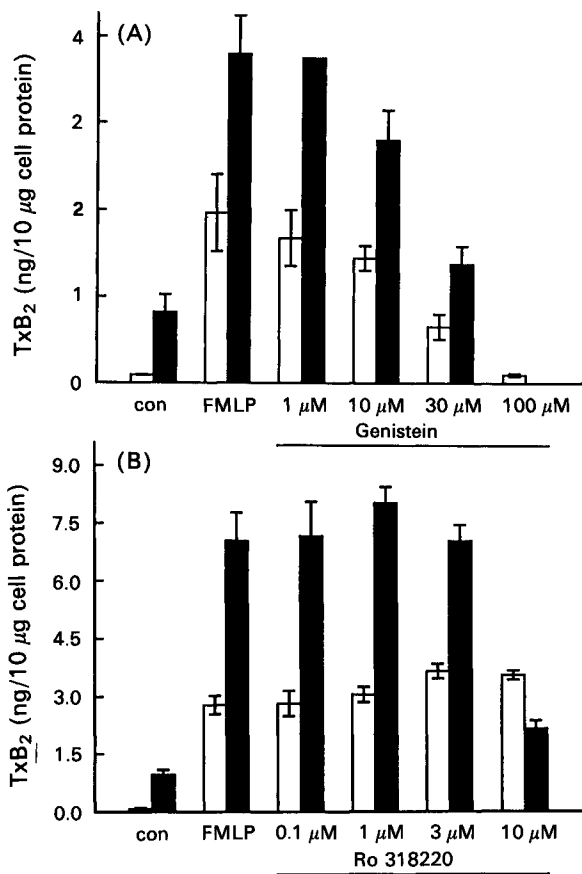 (A)
TxB2 (ng/10 μg cell protein)
4
2
2
1
0
con FMLP 1 μM 10 μM 30 μM 100 μM
Genistein
(B)
TxB2 (ng/10 μg cell protein)
9.0
7.5
6.0
4.5
3.0
1.5
0.0
con FMLP 0.1 μM 1 μM 3 μM 10 μM
Ro 318220